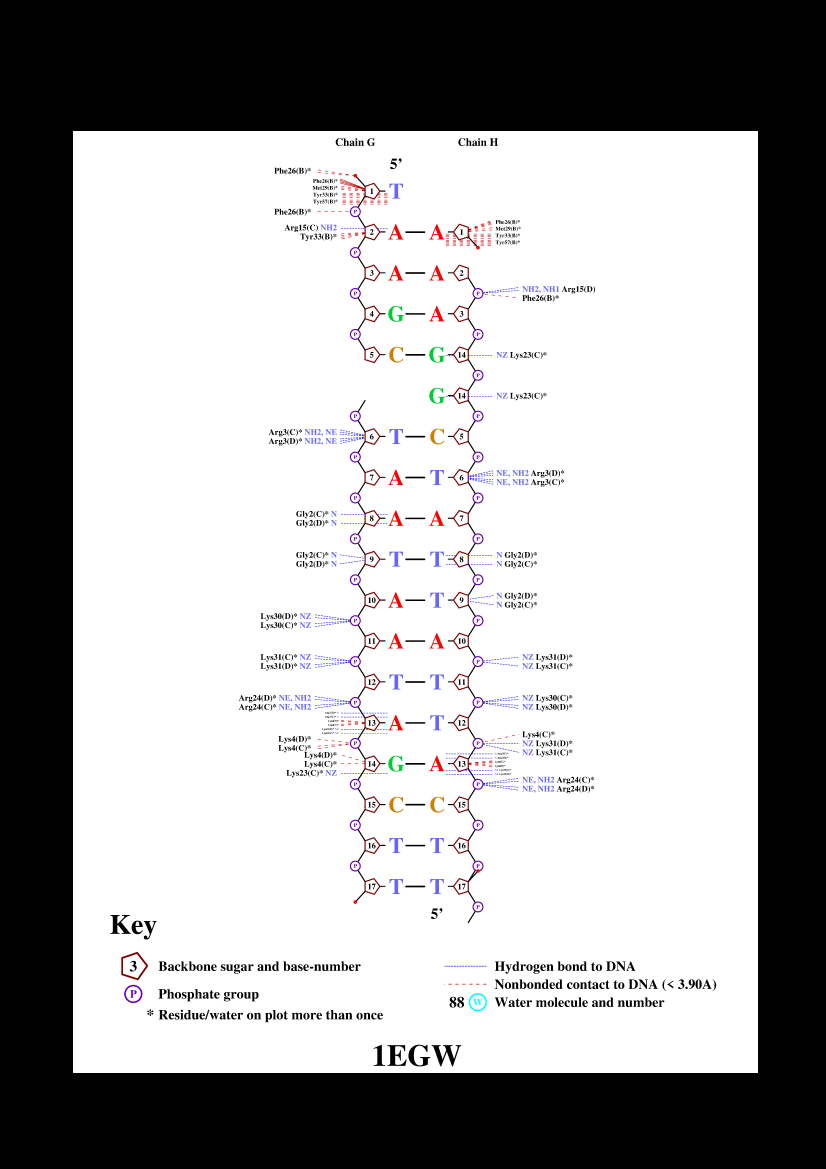 Chain G Chain H
5’
Phe26(B)*
Phe26(B)*
Met29(B)*
Tyr33(B)*
Tyr57(B)*
1 T
Phe26(B)* P
Arg15(C) NH2
Tyr33(B)*
2 A A 1
Phe26(B)*
Met29(B)*
Tyr33(B)*
Tyr57(B)*
P
3 A A 2
P P NH2, NH1 Arg15(D)
Phe26(B)*
4 G A 3
P P
5 C G 14 NZ Lys23(C)*
P
G 14 NZ Lys23(C)*
P P
Arg3(C)* NH2, NE
Arg3(D)* NH2, NE
6 T C 5
P P
7 A T 6 NE, NH2 Arg3(D)*
NE, NH2 Arg3(C)*
P P
Gly2(C)* N
Gly2(D)* N
8 A A 7
P P
Gly2(C)* N
Gly2(D)* N
9 T T 8 N Gly2(D)*
N Gly2(C)*
P P
10 A T 9 N Gly2(D)*
N Gly2(C)*
Lys30(D)* NZ
Lys30(C)* NZ
P P
11 A A 10
Lys31(C)* NZ
Lys31(D)* NZ
P P NZ Lys31(D)*
NZ Lys31(C)*
12 T T 11
Arg24(D)* NE, NH2
Arg24(C)* NE, NH2
P P NZ Lys30(C)*
NZ Lys30(D)*
13 A T 12
Lys4(D)*
Lys4(C)*
P P Lys4(C)*
NZ Lys31(D)*
NZ Lys31(C)*
Lys4(D)*
Lys4(C)*
Lys23(C)* NZ
14 G A 13
P P NE, NH2 Arg24(C)*
NE, NH2 Arg24(D)*
15 C C 15
P P
16 T T 16
P P
17 T T 17
5’ P
Key
3 Backbone sugar and base-number
P Phosphate group
* Residue/water on plot more than once
Hydrogen bond to DNA
Nonbonded contact to DNA (< 3.90A)
88 W Water molecule and number
1EGW